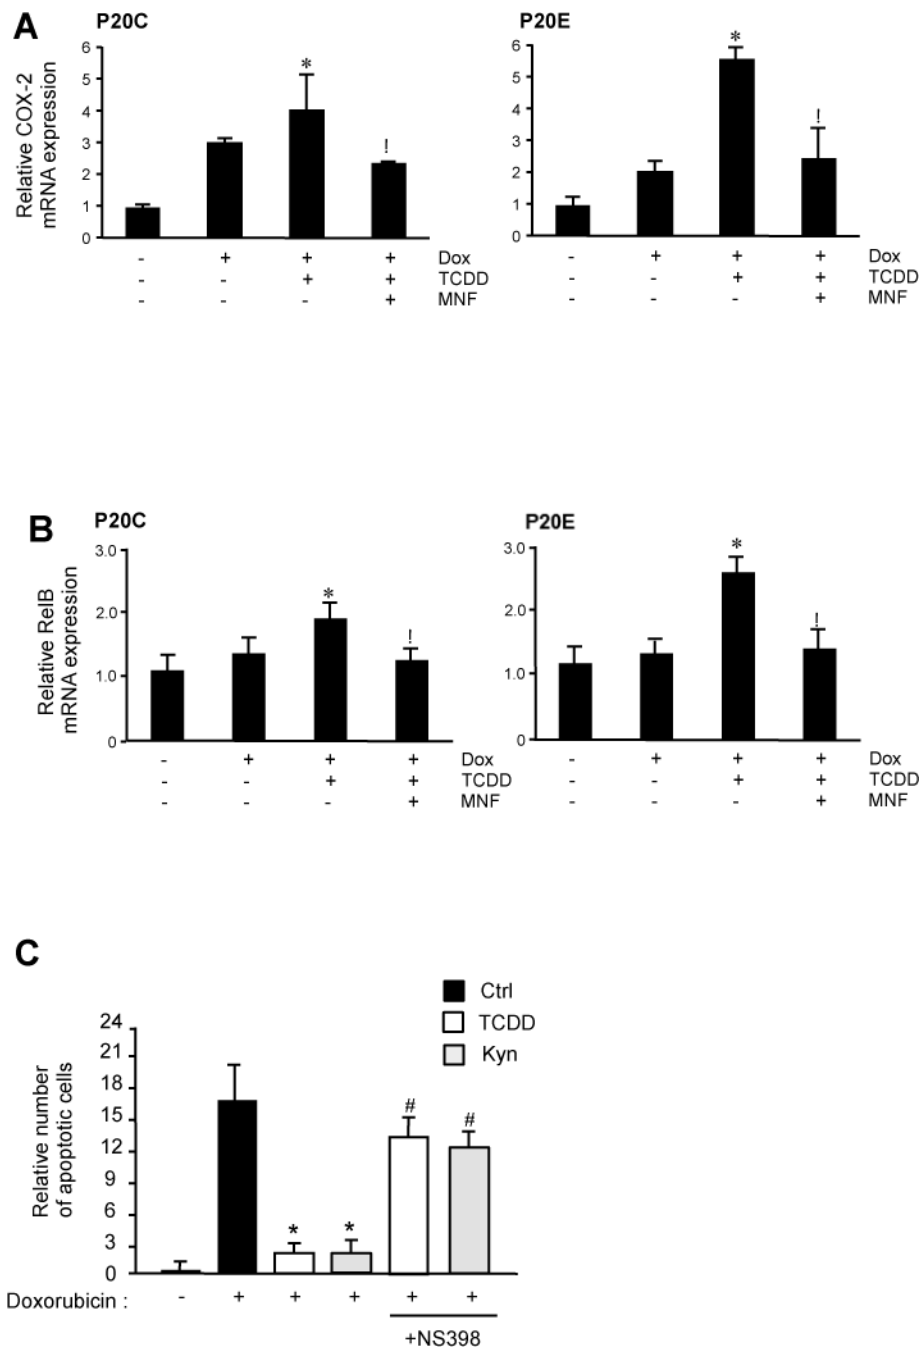 A
P20C
P20E
Relative COX-2
mRNA expression
6
5
4
3
2
1
0
*
!
6
5
4
3
2
1
0
*
!
- + + + Dox
- - + + TCDD
- - - + MNF
- + + + Dox
- - + + TCDD
- - - + MNF
B
P20C
P20E
Relative RelB
mRNA expression
3.0
2.0
1.0
0
*
!
3.0
2.0
1.0
0
*
!
- + + + Dox
- - + + TCDD
- - - + MNF
- + + + Dox
- - + + TCDD
- - - + MNF
C
Ctrl
TCDD
Kyn
Relative number
of apoptotic cells
24
21
18
15
12
9
6
3
0
* * # #
Doxorubicin : - + + + + +
+NS398